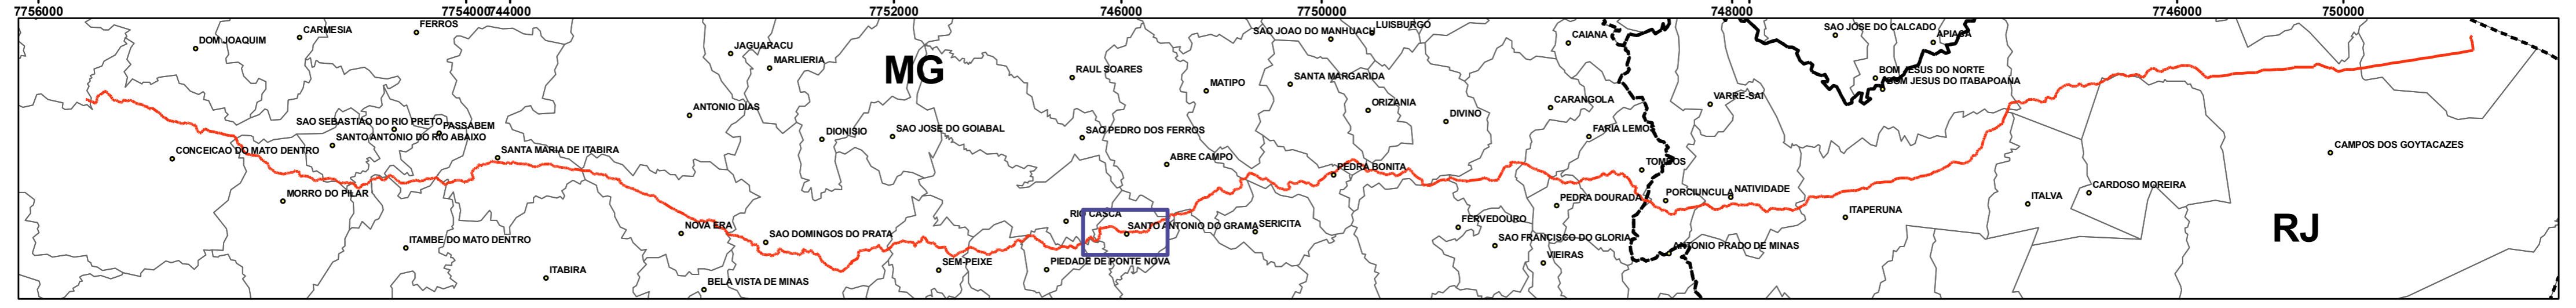 7756000 7754000 744000 7752000 746000 7750000 748000 7746000 750000
FERROS
CARMESIA
DOM JOAQUIM
LUISBURGO
SAO JOAO DO MANHUACU
SAO JOSE DO CALCADO
APIACA
CAIANA
JAGUARACU
MARLIERIA
MG
RAUL SOARES
MATIPO
SANTA MARGARIDA
BOM JESUS DO NORTE
BOM JESUS DO ITABAPOANA
ANTONIO DIAS
ORIZANIA
CARANGOLA
VARRE-SAI
DIVINO
SAO SEBASTIAO DO RIO PRETO
PASSABEM
SANTO ANTONIO DO RIO ABAIXO
DIONISIO
SAO JOSE DO GOIABAL
SAO PEDRO DOS FERROS
FARIA LEMOS
CONCEICAO DO MATO DENTRO
SANTA MARIA DE ITABIRA
ABRE CAMPO
PEDRA BONITA
TOMBOS
CAMPOS DOS GOYTACAZES
MORRO DO PILAR
PEDRA DOURADA
PORCIUNCULA
NATIVIDADE
ITALVA
CARDOSO MOREIRA
RIO CASCA
FERVEDOURO
ITAPERUNA
NOVA ERA
SAO DOMINGOS DO PRATA
SANTO ANTONIO DO GRAMA
SERICITA
RJ
ITAMBE DO MATO DENTRO
SAO FRANCISCO DO GLORIA
ANTONIO PRADO DE MINAS
SEM-PEIXE
PIEDADE DE PONTE NOVA
VIEIRAS
ITABIRA
BELA VISTA DE MINAS